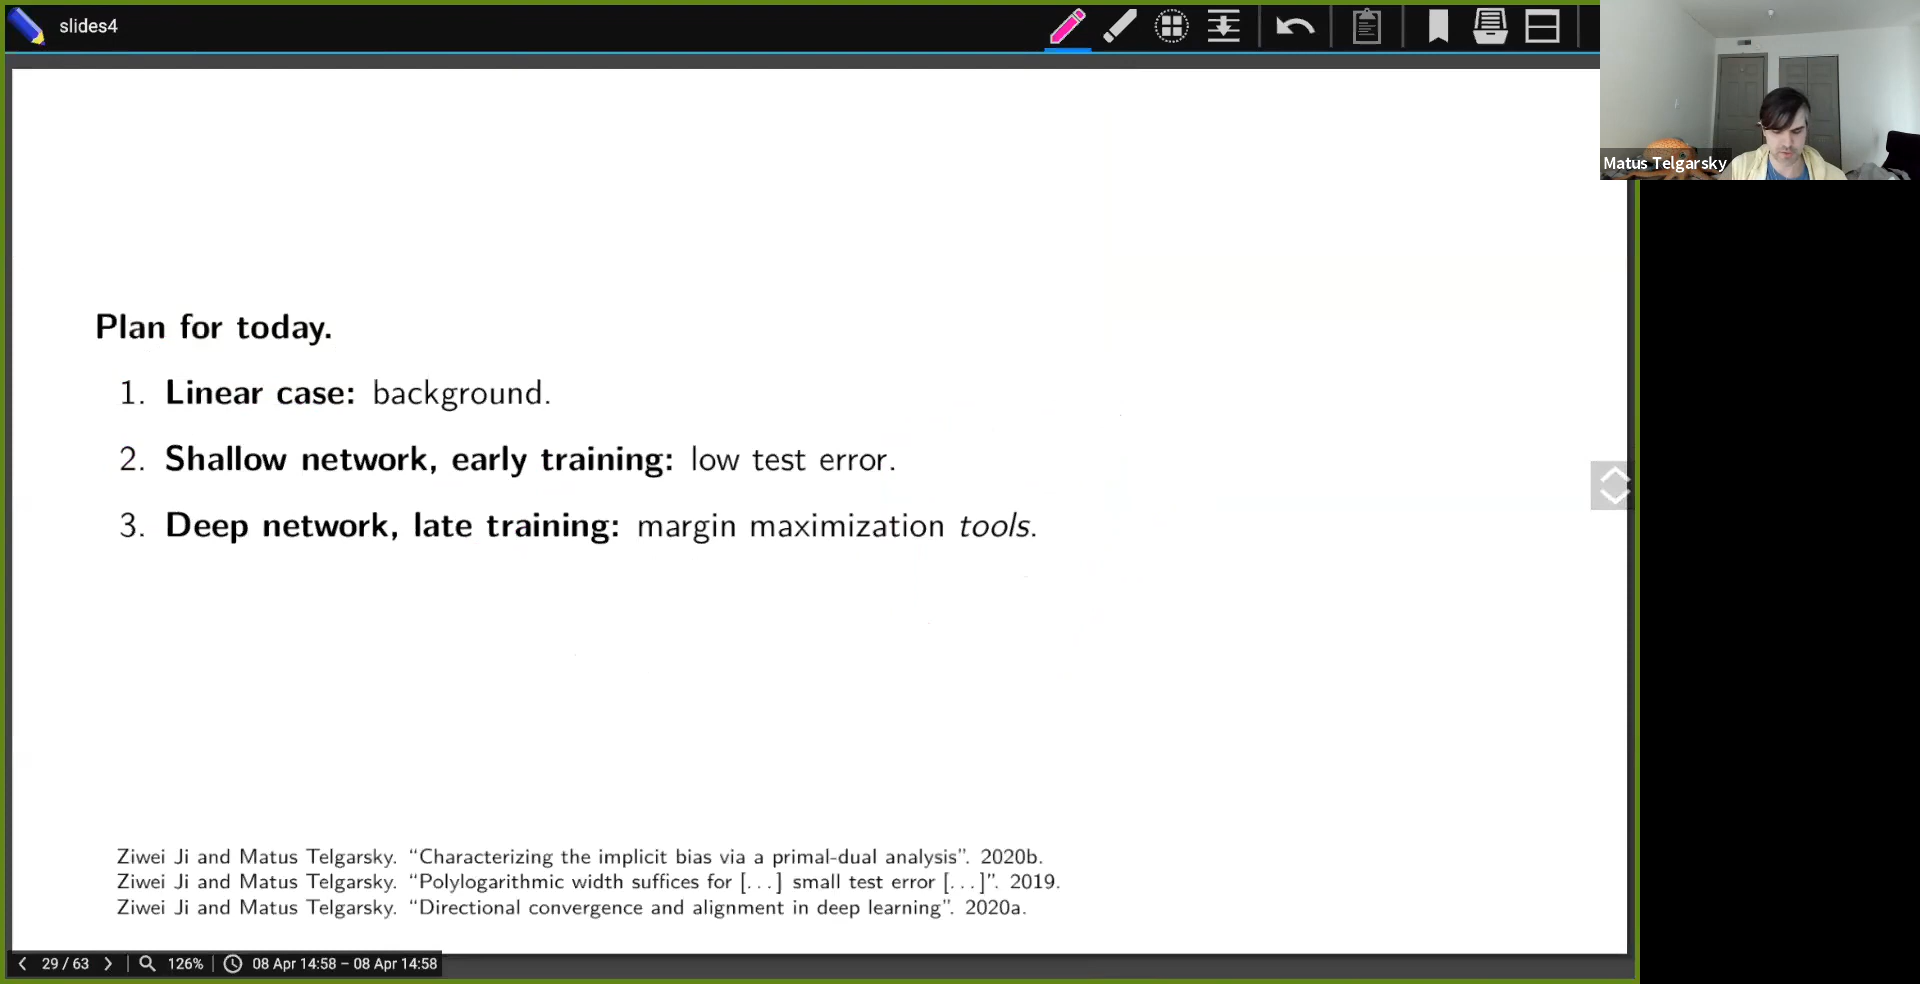 slides4
Matus Telgarsky
Plan for today.
1. Linear case: background.
2. Shallow network, early training: low test error.
3. Deep network, late training: margin maximization tools.
Ziwei Ji and Matus Telgarsky. “Characterizing the implicit bias via a primal-dual analysis”. 2020b.
Ziwei Ji and Matus Telgarsky. “Polylogarithmic width suffices for [...] small test error [...]”. 2019.
Ziwei Ji and Matus Telgarsky. “Directional convergence and alignment in deep learning”. 2020a.
29 / 63 126% 08 Apr 14:58 – 08 Apr 14:58